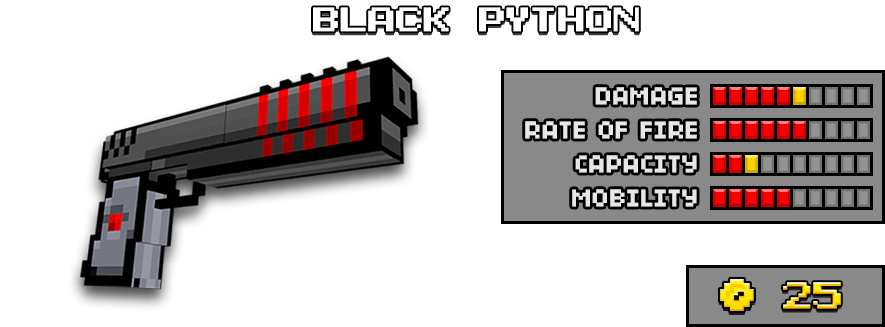 BLACK PYTHON
DAMAGE
RATE OF FIRE
CAPACITY
MOBILITY
25